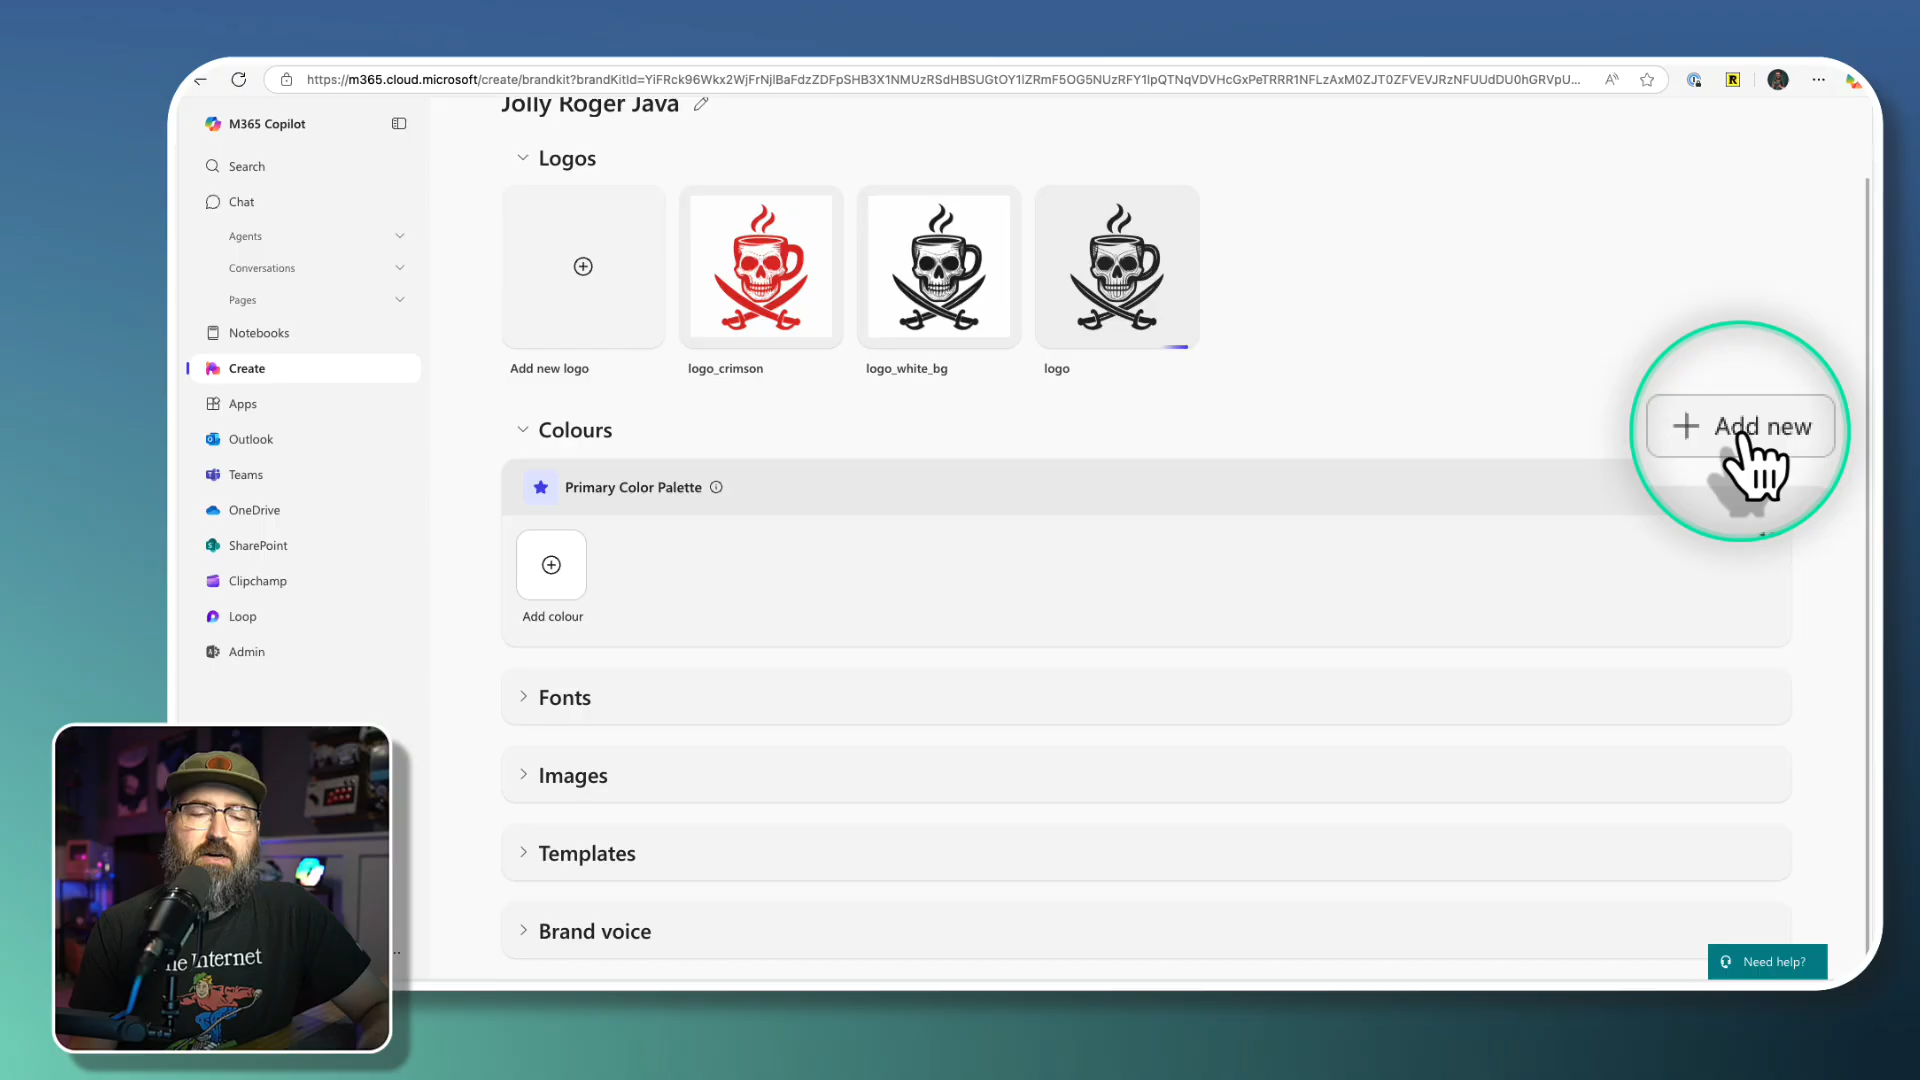 https://m365.cloud.microsoft/create/brandkit?brandKitId=YiFRck96Wkx2WjFrNjlBaFdzZDFpSHB3X1NMUzRSdHBSUGtOY1lZRmF5OG5NUzRFY1lpQTNqVDVHcGxPeTRRR1NFLzAxM0ZJT0ZFVEVJRzNFUUdDU0hGRVpU...
M365 Copilot
Search
Chat
Agents
Conversations
Pages
Notebooks
Create
Apps
Outlook
Teams
OneDrive
SharePoint
Clipchamp
Loop
Admin
Jolly Roger Java
Logos
Add new logo
logo_crimson
logo_white_bg
logo
Colours
Add new
Primary Color Palette
Add colour
Fonts
Images
Templates
Brand voice
Need help?
Internet